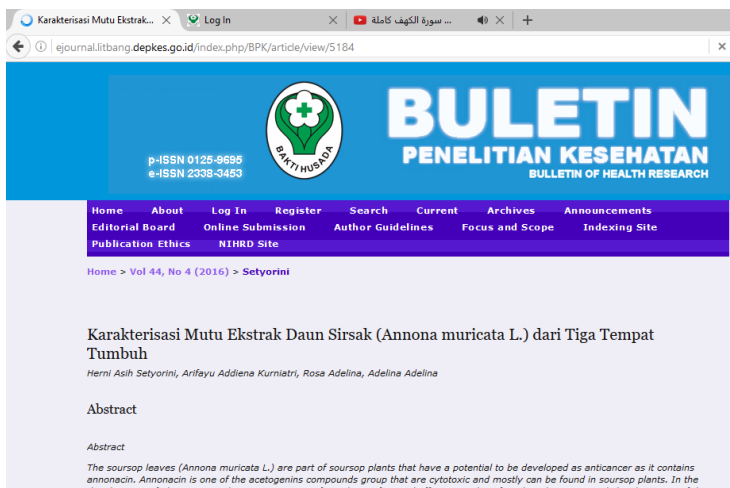 Karakterisasi Mutu Ekstrak...
Log In
سورة الكهف كاملة ...
ejournal.litbang.depkes.go.id/index.php/BPK/article/view/5184
BAKTI HUSADA
p-ISSN 0125-9695
e-ISSN 2338-3453
BULETIN
PENELITIAN KESEHATAN
BULLETIN OF HEALTH RESEARCH
Home About Log In Register Search Current Archives Announcements
Editorial Board Online Submission Author Guidelines Focus and Scope Indexing Site
Publication Ethics NIHRD Site
Home > Vol 44, No 4 (2016) > Setyorini
Karakterisasi Mutu Ekstrak Daun Sirsak (Annona muricata L.) dari Tiga Tempat
Tumbuh
Herni Asih Setyorini, Arifayu Addiena Kurniatri, Rosa Adelina, Adelina Adelina
Abstract
Abstract
The soursop leaves (Annona muricata L.) are part of soursop plants that have a potential to be developed as anticancer as it contains
annonacin. Annonacin is one of the acetogenins compounds group that are cytotoxic and mostly can be found in soursop plants. In the